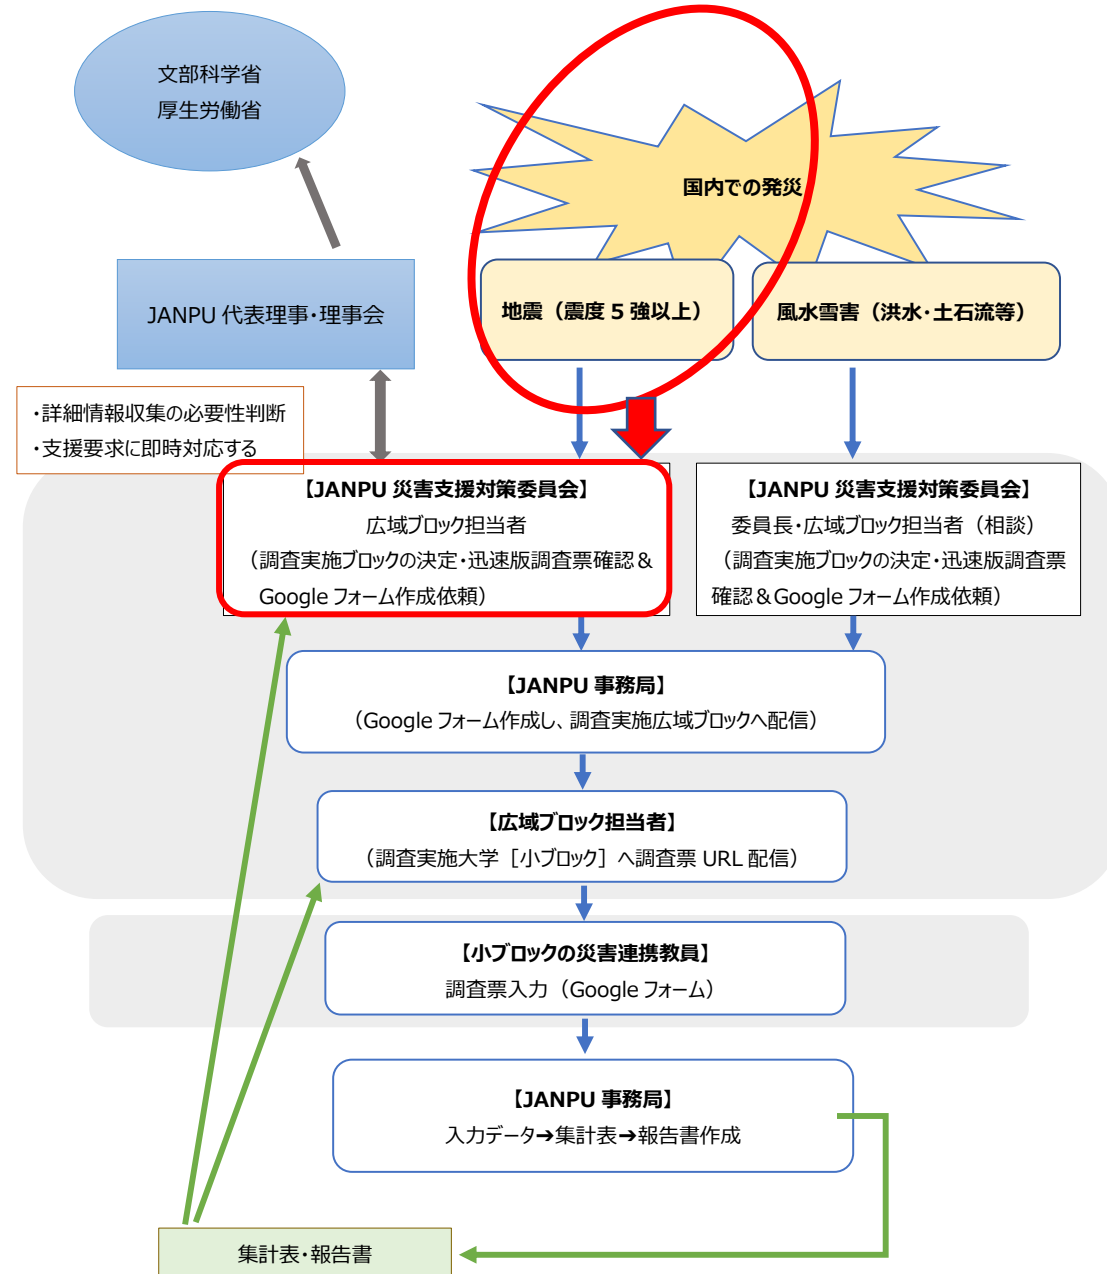 文部科学省
厚生労働省
国内での発災
JANPU 代表理事・理事会
地震（震度 5 強以上）
風水雪害（洪水・土石流等）
・詳細情報収集の必要性判断
・支援要求に即時対応する
【JANPU 災害支援対策委員会】
広域ブロック担当者
（調査実施ブロックの決定・迅速版調査票確認＆
Google フォーム作成依頼）
【JANPU 災害支援対策委員会】
委員長・広域ブロック担当者（相談）
（調査実施ブロックの決定・迅速版調査票
確認＆Google フォーム作成依頼）
【JANPU 事務局】
（Google フォーム作成し、調査実施広域ブロックへ配信）
【広域ブロック担当者】
（調査実施大学［小ブロック］へ調査票 URL 配信）
【小ブロックの災害連携教員】
調査票入力（Google フォーム）
【JANPU 事務局】
入力データ➔集計表➔報告書作成
集計表・報告書